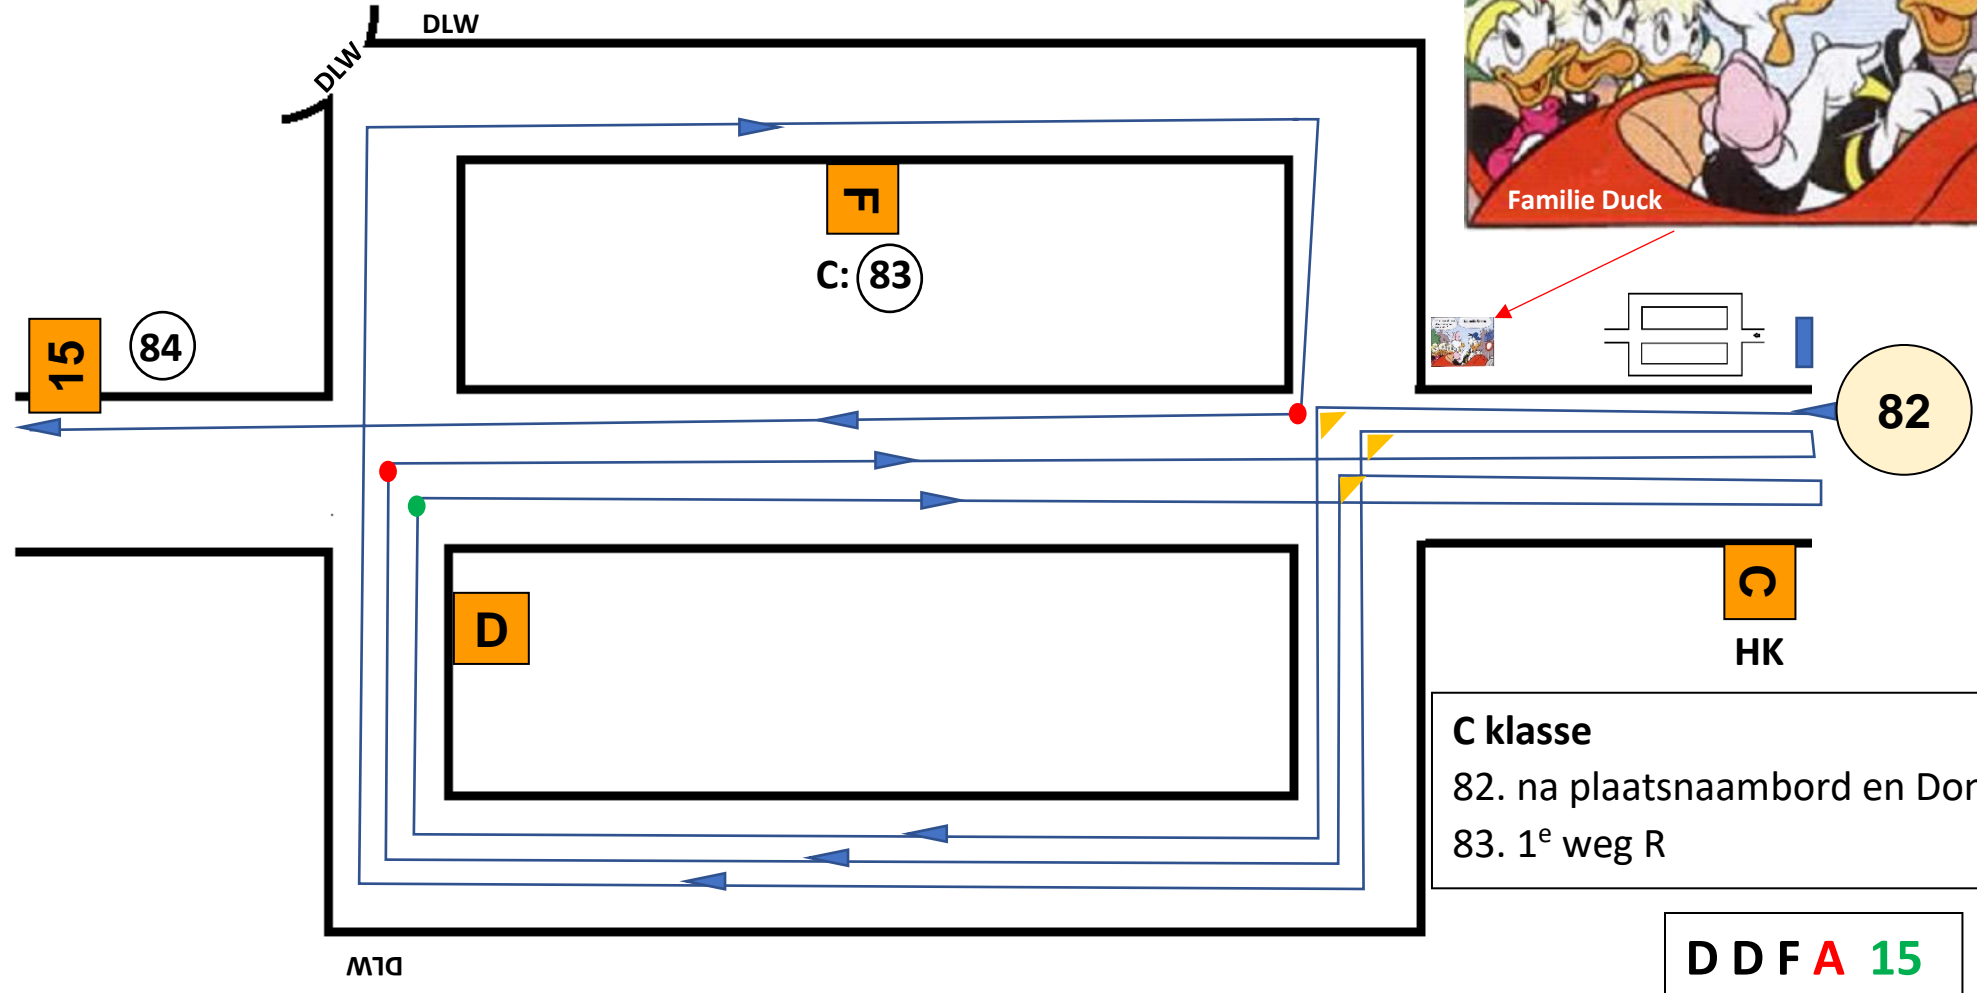 DLW
DLW
Familie Duck
F
C: 83
15
84
82
D
C
HK
C klasse
82. na plaatsnaambord en Don
83. 1e weg R
DLW
D D F A 15